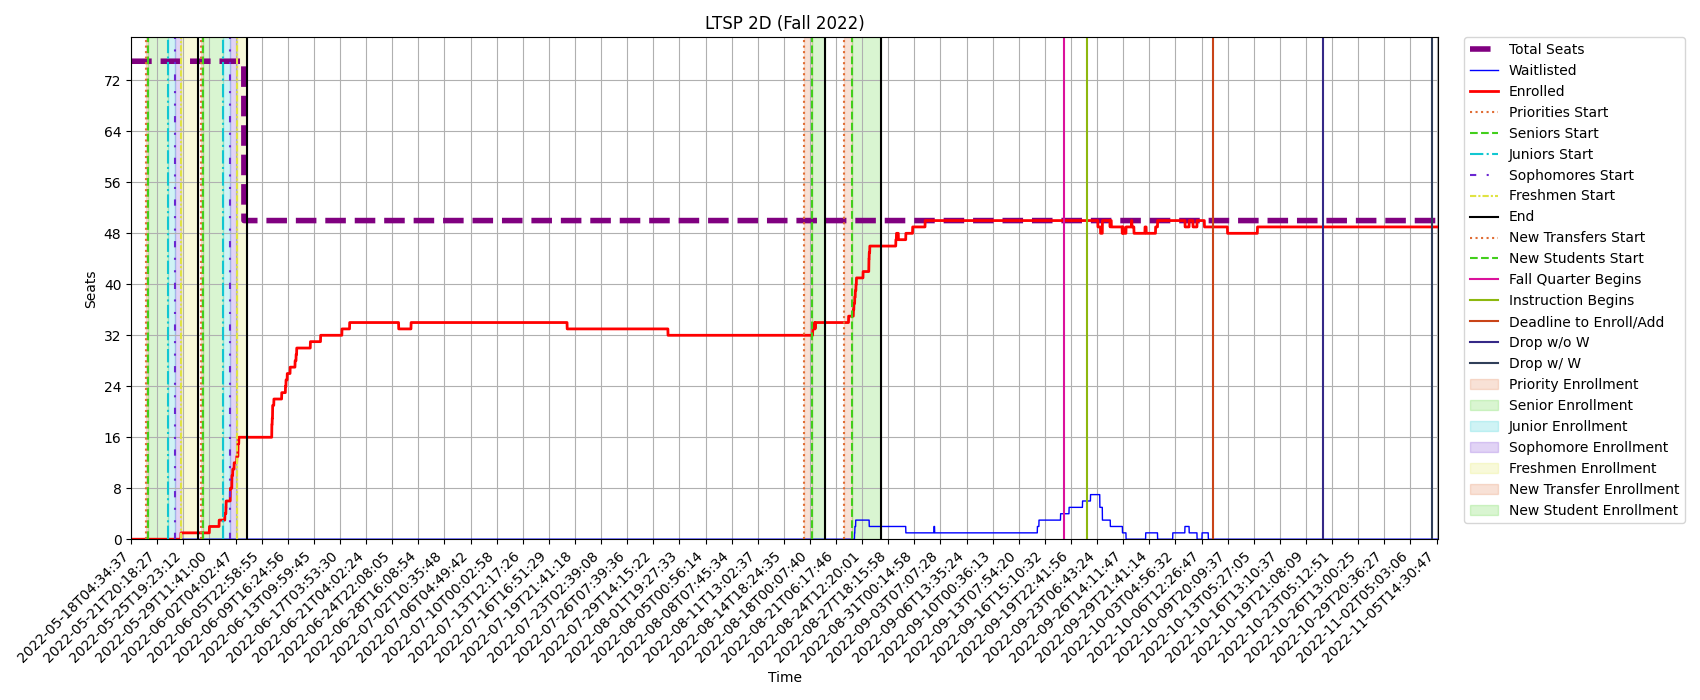 LTSP 2D (Fall 2022)
Seats
72
64
56
48
40
32
24
16
8
0
2022-05-18T04:34:37
2022-05-21T20:18:27
2022-05-25T19:23:12
2022-05-29T11:41:00
2022-06-02T04:02:47
2022-06-05T22:58:55
2022-06-09T16:24:56
2022-06-13T09:59:45
2022-06-17T03:53:30
2022-06-21T04:02:24
2022-06-24T22:08:05
2022-06-28T16:08:54
2022-07-02T10:35:48
2022-07-06T04:49:42
2022-07-10T00:02:58
2022-07-13T12:17:26
2022-07-16T16:51:29
2022-07-19T21:41:18
2022-07-23T02:39:08
2022-07-26T07:39:36
2022-07-29T14:15:22
2022-08-01T19:27:33
2022-08-05T00:56:14
2022-08-08T07:45:34
2022-08-11T13:02:37
2022-08-14T18:24:35
2022-08-18T00:07:40
2022-08-21T06:17:46
2022-08-24T12:20:01
2022-08-27T18:15:58
2022-08-31T00:14:58
2022-09-03T07:07:28
2022-09-06T13:35:24
2022-09-10T00:36:13
2022-09-13T07:54:20
2022-09-16T15:10:32
2022-09-19T22:41:56
2022-09-23T06:43:24
2022-09-26T14:11:47
2022-09-29T21:41:14
2022-10-03T04:56:32
2022-10-06T12:26:47
2022-10-09T20:09:37
2022-10-13T05:27:05
2022-10-16T13:10:37
2022-10-19T21:08:09
2022-10-23T05:12:51
2022-10-26T13:00:25
2022-10-29T20:36:27
2022-11-02T05:03:06
2022-11-05T14:30:47
Time
Total Seats
Waitlisted
Enrolled
Priorities Start
Seniors Start
Juniors Start
Sophomores Start
Freshmen Start
End
New Transfers Start
New Students Start
Fall Quarter Begins
Instruction Begins
Deadline to Enroll/Add
Drop w/o W
Drop w/ W
Priority Enrollment
Senior Enrollment
Junior Enrollment
Sophomore Enrollment
Freshmen Enrollment
New Transfer Enrollment
New Student Enrollment